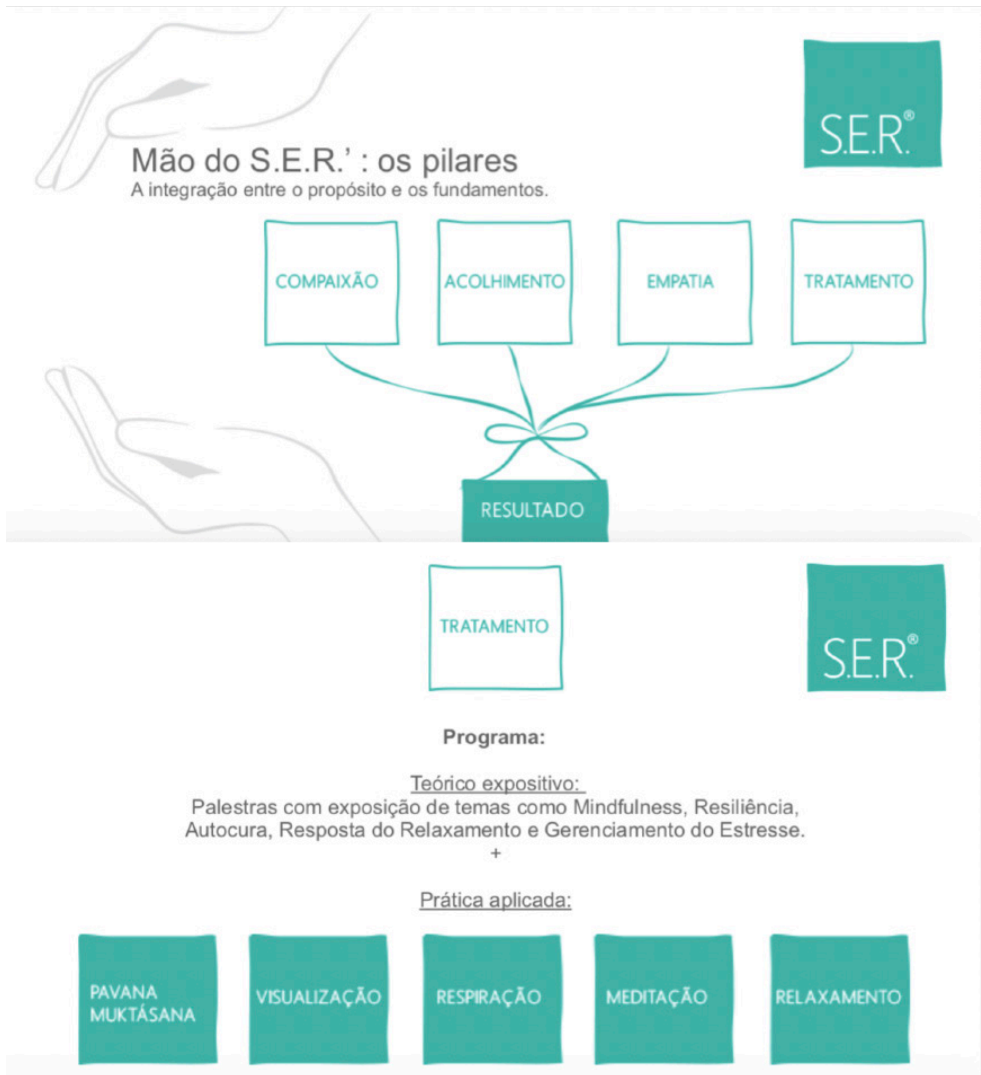 S.E.R.®
Mão do S.E.R.’ : os pilares
A integração entre o propósito e os fundamentos.
COMPAIXÃO
ACOLHIMENTO
EMPATIA
TRATAMENTO
RESULTADO
TRATAMENTO
S.E.R.®
Programa:
Teórico expositivo:
Palestras com exposição de temas como Mindfulness, Resiliência,
Autocura, Resposta do Relaxamento e Gerenciamento do Estresse.
+
Prática aplicada:
PAVANA
MUKTÁSANA
VISUALIZAÇÃO
RESPIRAÇÃO
MEDITAÇÃO
RELAXAMENTO